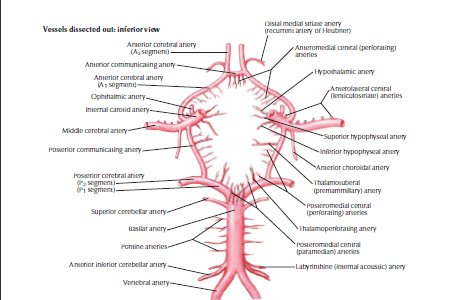 Vessels dissected out: inferior view
Anterior cerebral artery
(A2 segment)
Anterior communicating artery
Anterior cerebral artery
(A1 segment)
Ophthalmic artery
Internal carotid artery
Middle cerebral artery
Posterior communicating artery
Posterior cerebral artery
(P2 segment)
(P1 segment)
Superior cerebellar artery
Basilar artery
Pontine arteries
Anterior inferior cerebellar artery
Vertebral artery
Distal medial striate artery
(recurrent artery of Heubner)
Anteromedial central (perforating)
arteries
Hypothalamic artery
Anterolateral central
(lenticulostriate) arteries
Superior hypophyseal artery
Inferior hypophyseal artery
Anterior choroidal artery
Thalamotuberal
(premammillary) artery
Posteromedial central
(perforating) arteries
Thalamoperforating artery
Posteromedial central
(paramedian) arteries
Labyrinthine (internal acoustic) artery